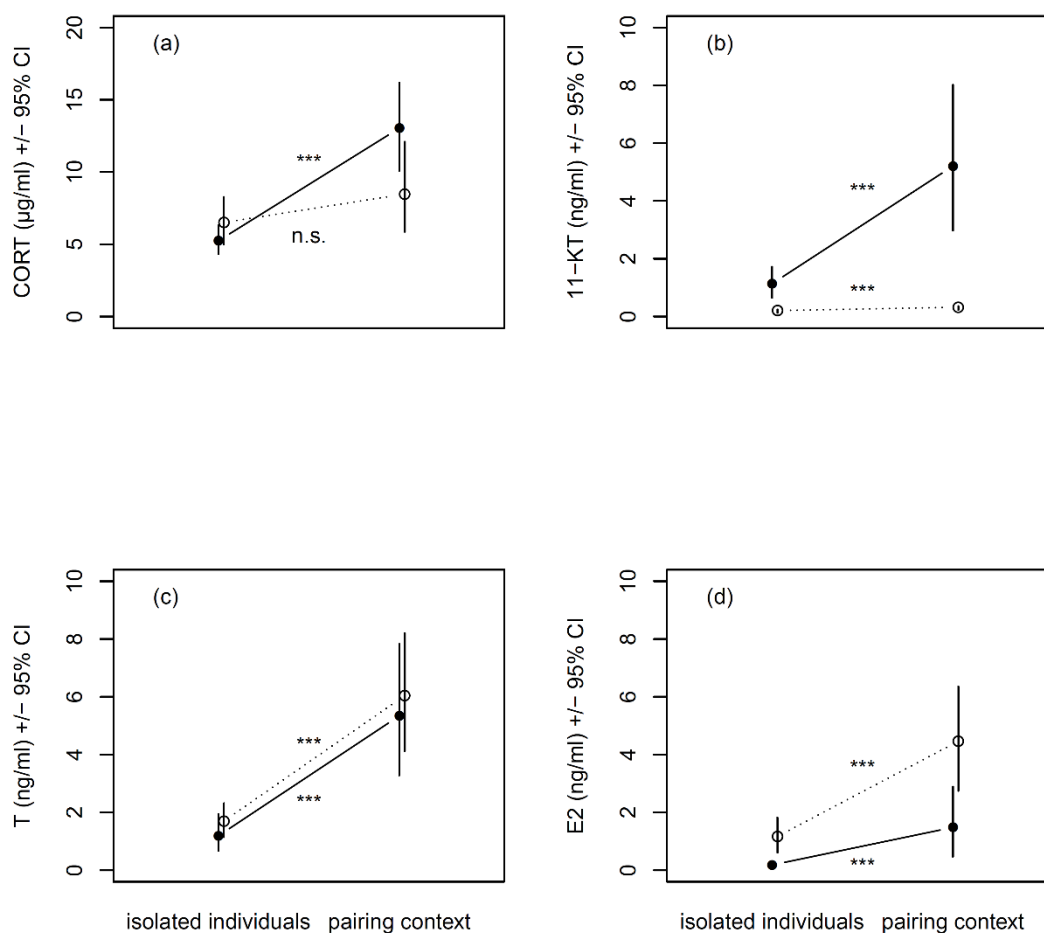 (a)
CORT (µg/ml) +/− 95% CI
20
15
10
5
0
***
n.s.
(b)
11−KT (ng/ml) +/− 95% CI
10
8
6
4
2
0
***
***
(c)
T (ng/ml) +/− 95% CI
10
8
6
4
2
0
***
***
isolated individuals pairing context
(d)
E2 (ng/ml) +/− 95% CI
10
8
6
4
2
0
***
***
isolated individuals pairing context